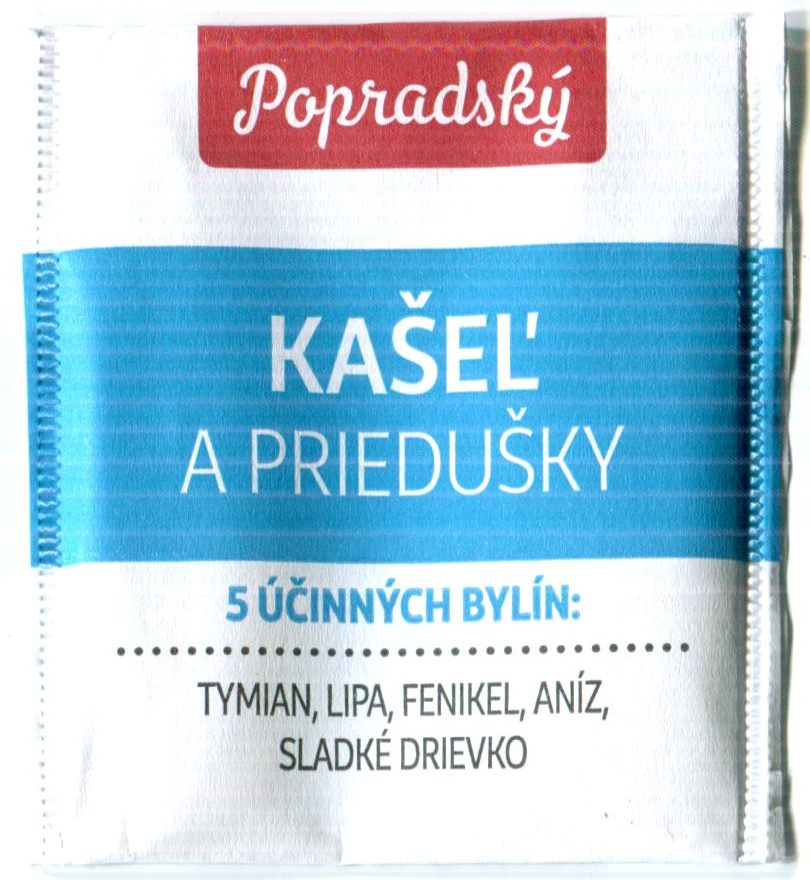 Popradský
KAŠEĽ
A PRIEDUŠKY
5 ÚČINNÝCH BYLÍN:
TYMIAN, LIPA, FENIKEL, ANÍZ,
SLADKÉ DRIEVKO